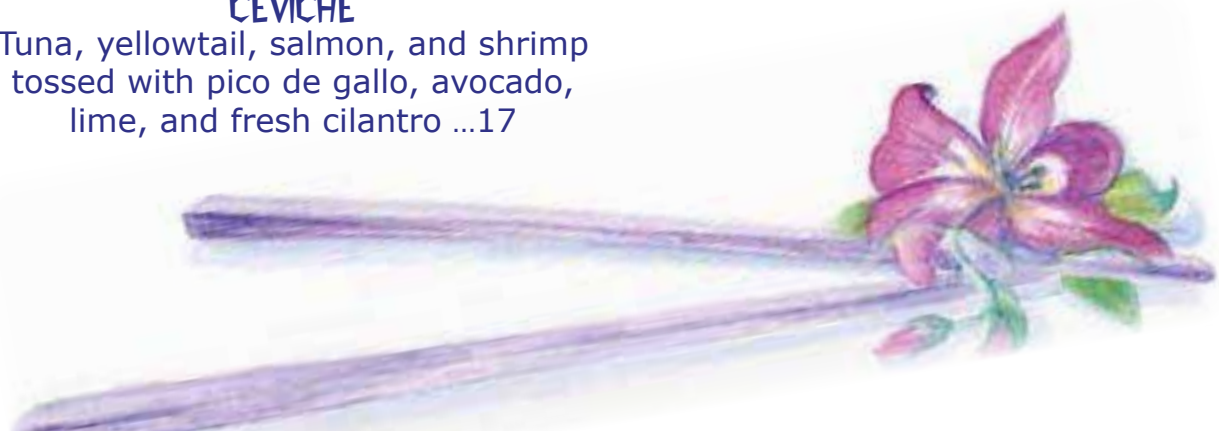 CEVICHE
Tuna, yellowtail, salmon, and shrimp
tossed with pico de gallo, avocado,
lime, and fresh cilantro …17